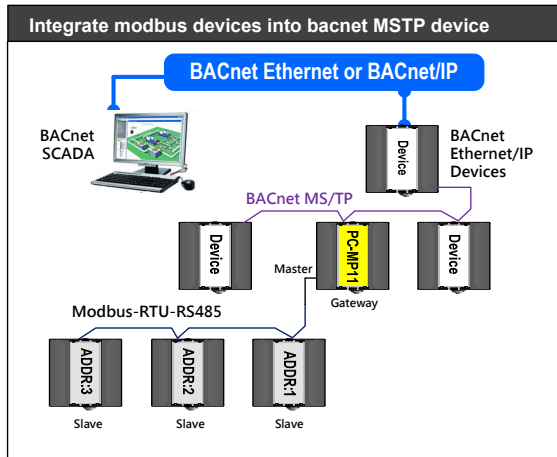 Integrate modbus devices into bacnet MSTP device
BACnet Ethernet or BACnet/IP
BACnet
SCADA
Device
BACnet
Ethernet/IP
Devices
BACnet MS/TP
Device
PC-MP11
Device
Master
Gateway
Modbus-RTU-RS485
ADDR:3
ADDR:2
ADDR:1
Slave
Slave
Slave